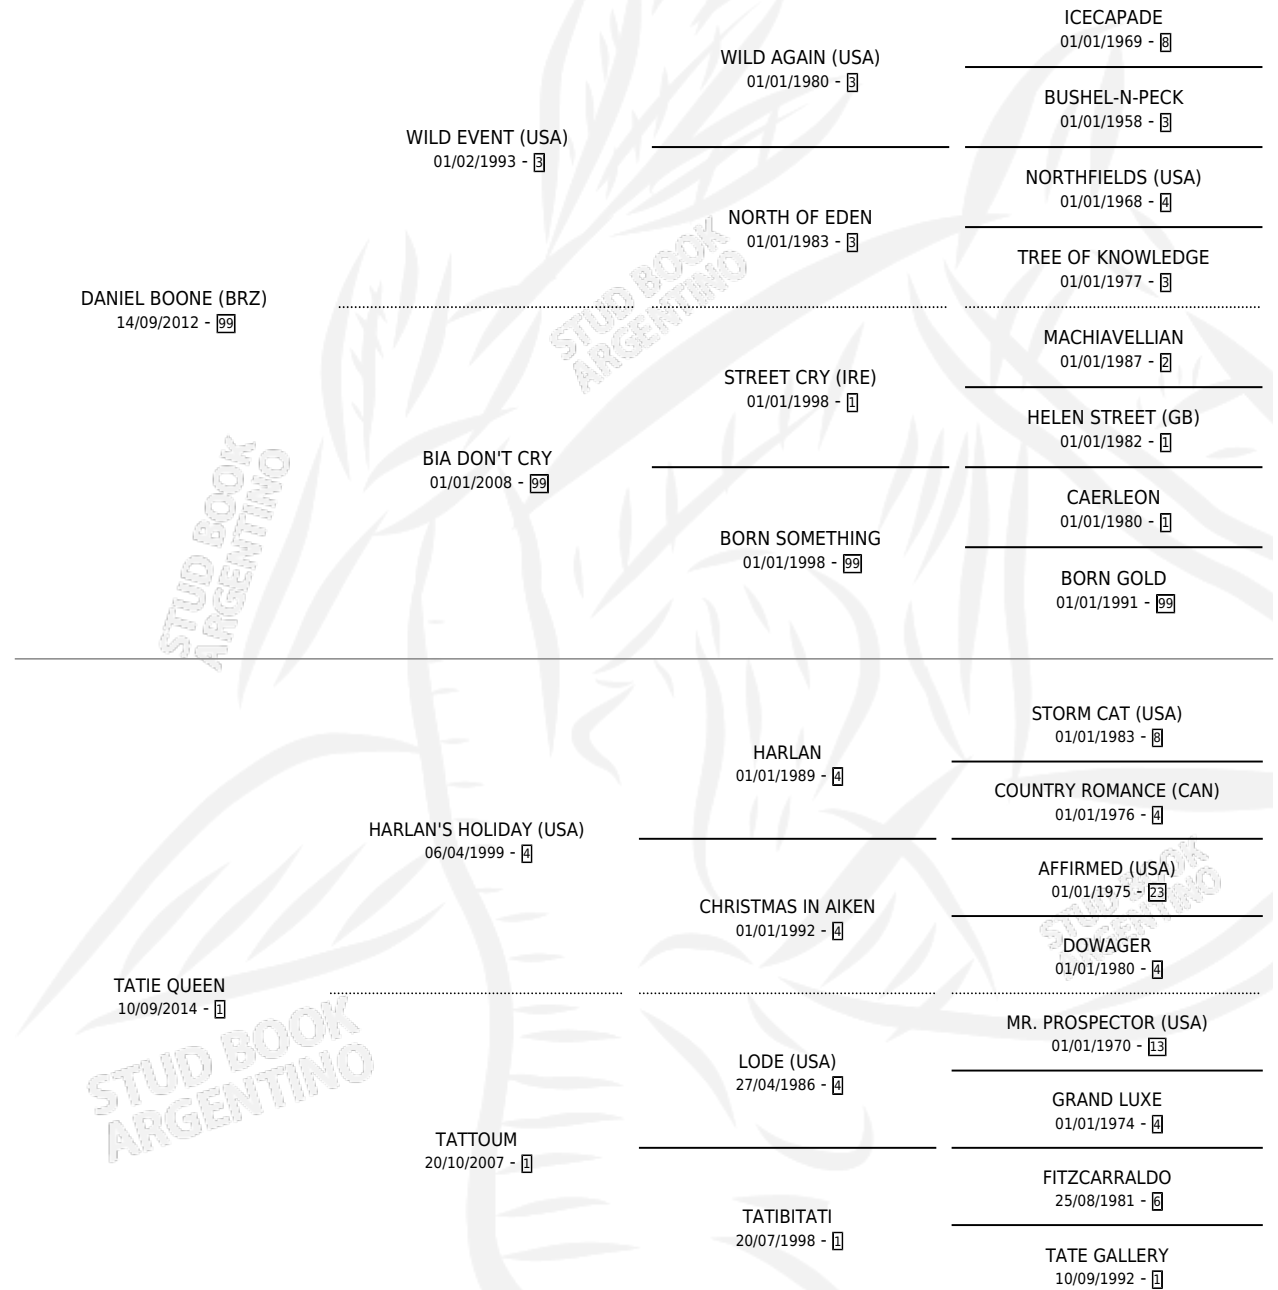 ICECAPADE
01/01/1969 - 8
WILD AGAIN (USA)
01/01/1980 - 3
BUSHEL-N-PECK
01/01/1958 - 3
WILD EVENT (USA)
01/02/1993 - 3
NORTHFIELDS (USA)
01/01/1968 - 4
NORTH OF EDEN
01/01/1983 - 3
TREE OF KNOWLEDGE
01/01/1977 - 3
DANIEL BOONE (BRZ)
14/09/2012 - 99
MACHIAVELLIAN
01/01/1987 - 2
STREET CRY (IRE)
01/01/1998 - 1
HELEN STREET (GB)
01/01/1982 - 1
BIA DON'T CRY
01/01/2008 - 99
CAERLEON
01/01/1980 - 1
BORN SOMETHING
01/01/1998 - 99
BORN GOLD
01/01/1991 - 99
STUD BOOK
ARGENTINO
STUD BOOK
ARGENTINO
STORM CAT (USA)
01/01/1983 - 8
HARLAN
01/01/1989 - 4
COUNTRY ROMANCE (CAN)
01/01/1976 - 4
HARLAN'S HOLIDAY (USA)
06/04/1999 - 4
AFFIRMED (USA)
01/01/1975 - 23
CHRISTMAS IN AIKEN
01/01/1992 - 4
DOWAGER
01/01/1980 - 4
STUD BOOK
ARGENTINO
TATIE QUEEN
10/09/2014 - 1
MR. PROSPECTOR (USA)
01/01/1970 - 13
LODE (USA)
27/04/1986 - 4
GRAND LUXE
01/01/1974 - 4
STUD BOOK
ARGENTINO
TATTOUM
20/10/2007 - 1
FITZCARRALDO
25/08/1981 - 6
TATIBITATI
20/07/1998 - 1
TATE GALLERY
10/09/1992 - 1